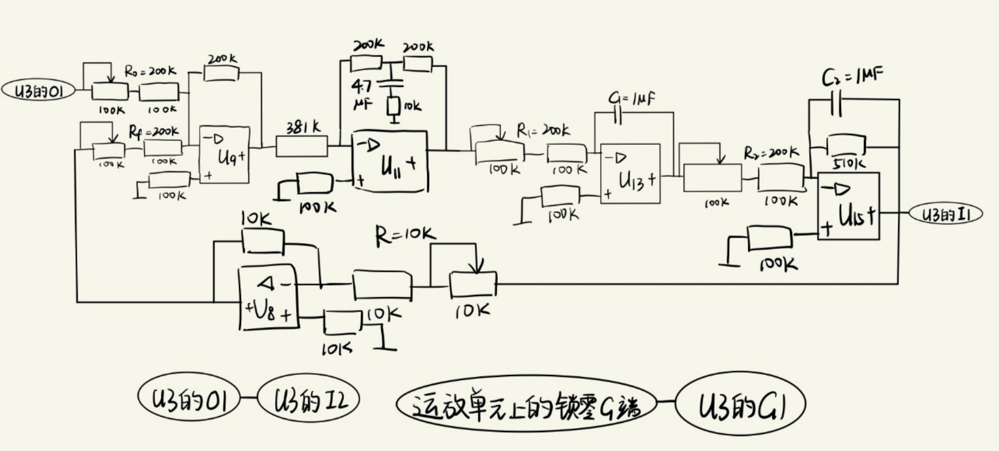 200K 200K
200K
U3的O1
R₀=200K
100K 100K
4.7
μF
10K
C₂=1μF
C₁=1μF
Rf=200K
100K 100K
-▷
U9+
+
100K
381K
-▷
U11+
+
100K
R₁=200K
100K 100K
-▷
U13+
+
100K
R₂=200K
100K 100K
510K
-▷
U15+
+
100K
U3的I1
10K
R=10K
◁-
+U8+
10K
10K
10K
U3的O1 U3的I2
运放单元上的锁零G端 U3的G1